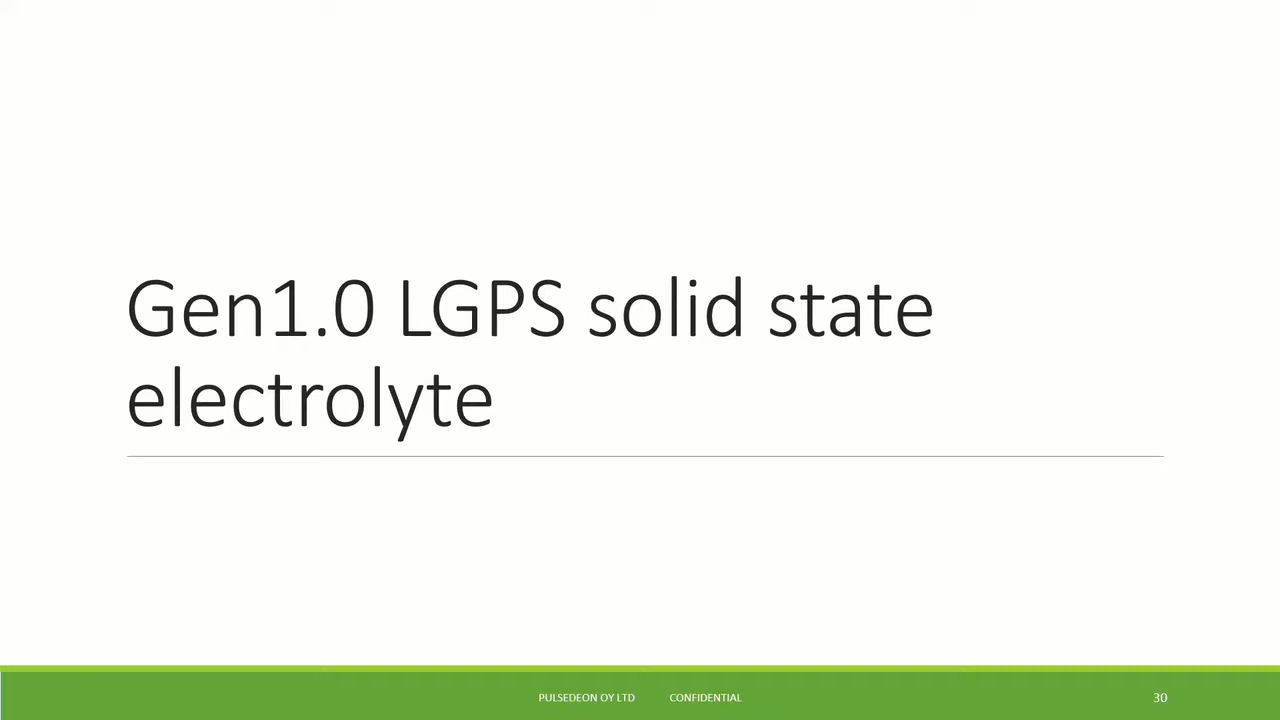 Gen1.0 LGPS solid state
electrolyte
PULSEDEON OY LTD CONFIDENTIAL 30